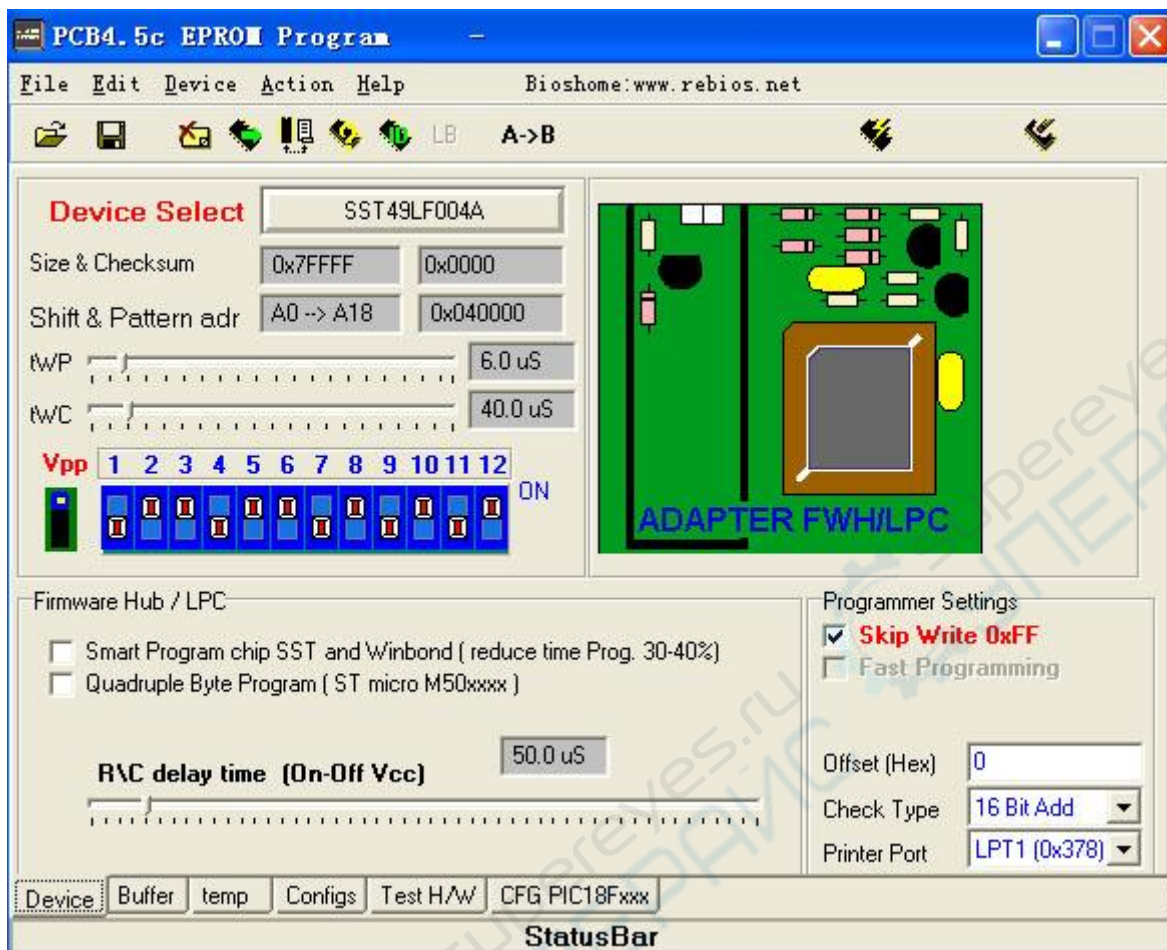 PCB4.5c EPROM Program -
File Edit Device Action Help Bioshome:www.rebios.net
LB A->B
Device Select SST49LF004A
Size & Checksum 0x7FFFF 0x0000
Shift & Pattern adr A0 --> A18 0x040000
tWP 6.0 uS
tWC 40.0 uS
Vpp 1 2 3 4 5 6 7 8 9 10 11 12
ON
ADAPTER FWH/LPC
Firmware Hub / LPC
Smart Program chip SST and Winbond ( reduce time Prog. 30-40%)
Quadruple Byte Program ( ST micro M50xxxx )
R\C delay time (On-Off Vcc) 50.0 uS
Programmer Settings
Skip Write 0xFF
Fast Programming
Offset (Hex) 0
Check Type 16 Bit Add
Printer Port LPT1 (0x378)
Device Buffer temp Configs Test H/W CFG PIC18Fxxx
StatusBar
supereyes.ru
СУПЕРАЙС